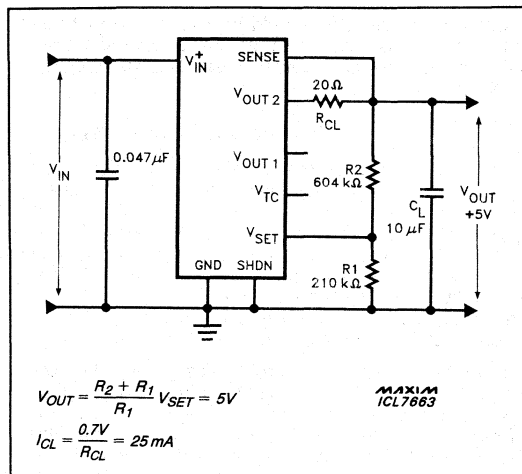 V⁺IN
SENSE
20Ω
VOUT 2
RCL
0.047μF
VIN
VOUT 1
R2
604 kΩ
VTC
CL
10 μF
VOUT
+5V
VSET
GND
SHDN
R1
210 kΩ
VOUT = (R2 + R1) / R1 VSET = 5V
MAXIM
ICL7663
ICL = 0.7V / RCL = 25 mA